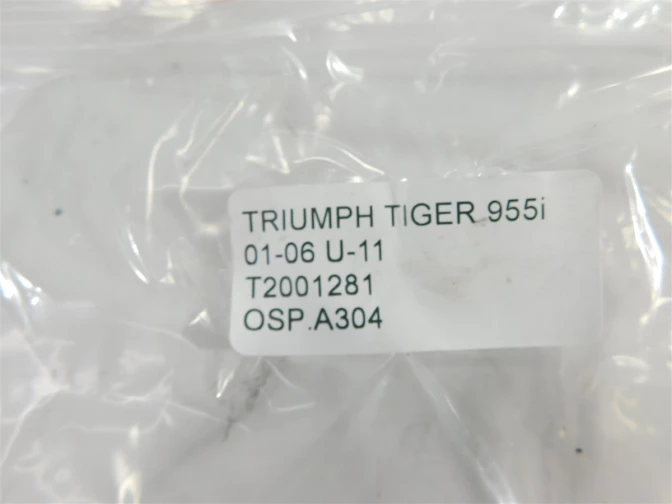 TRIUMPH TIGER 955i
01-06 U-11
T2001281
OSP.A304